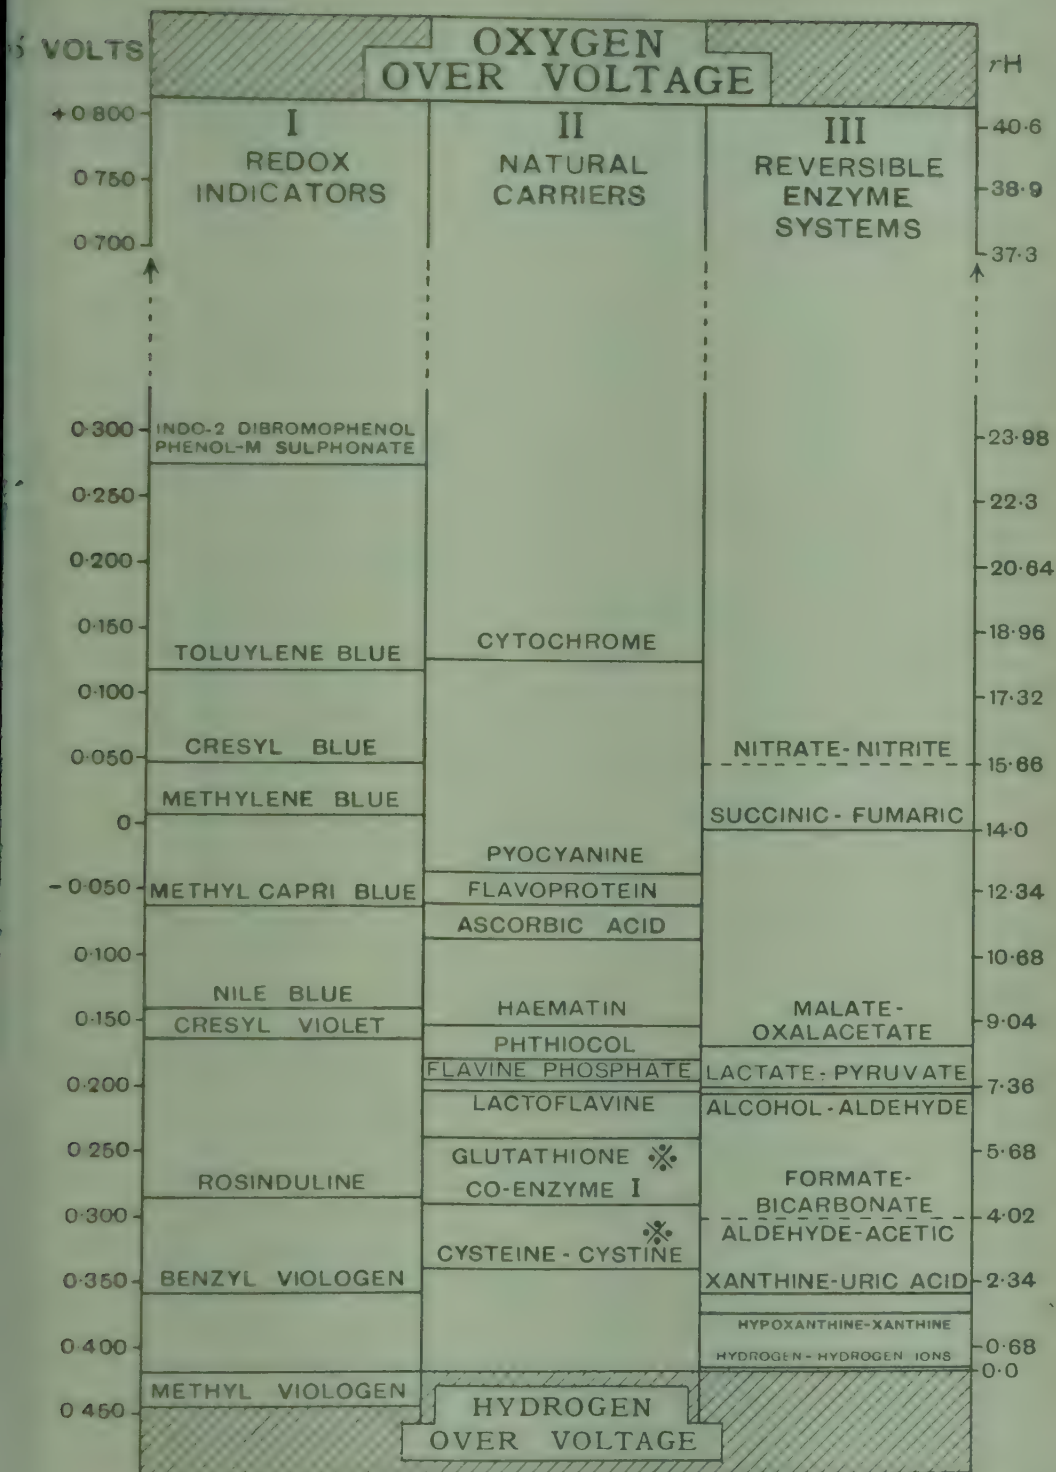 VOLTS
OXYGEN
OVER VOLTAGE
rH
+0·800
0·750
0·700
I
REDOX
INDICATORS
II
NATURAL
CARRIERS
III
REVERSIBLE
ENZYME
SYSTEMS
40·6
38·9
37·3
0·300
0·250
0·200
0·150
0·100
0·050
0
-0·050
0·100
0·150
0·200
0·250
0·300
0·350
0·400
0·450
INDO-2 DIBROMOPHENOL
PHENOL-M SULPHONATE
TOLUYLENE BLUE
CRESYL BLUE
METHYLENE BLUE
METHYL CAPRI BLUE
NILE BLUE
CRESYL VIOLET
ROSINDULINE
BENZYL VIOLOGEN
METHYL VIOLOGEN
CYTOCHROME
PYOCYANINE
FLAVOPROTEIN
ASCORBIC ACID
HAEMATIN
PHTHIOCOL
FLAVINE PHOSPHATE
LACTOFLAVINE
GLUTATHIONE ※
CO-ENZYME I
※
CYSTEINE - CYSTINE
NITRATE-NITRITE
SUCCINIC - FUMARIC
MALATE-
OXALACETATE
LACTATE - PYRUVATE
ALCOHOL-ALDEHYDE
FORMATE-
BICARBONATE
ALDEHYDE-ACETIC
XANTHINE-URIC ACID
HYPOXANTHINE-XANTHINE
HYDROGEN-HYDROGEN IONS
23·98
22·3
20·64
18·96
17·32
15·66
14·0
12·34
10·68
9·04
7·36
5·68
4·02
2·34
0·68
0·0
HYDROGEN
OVER VOLTAGE